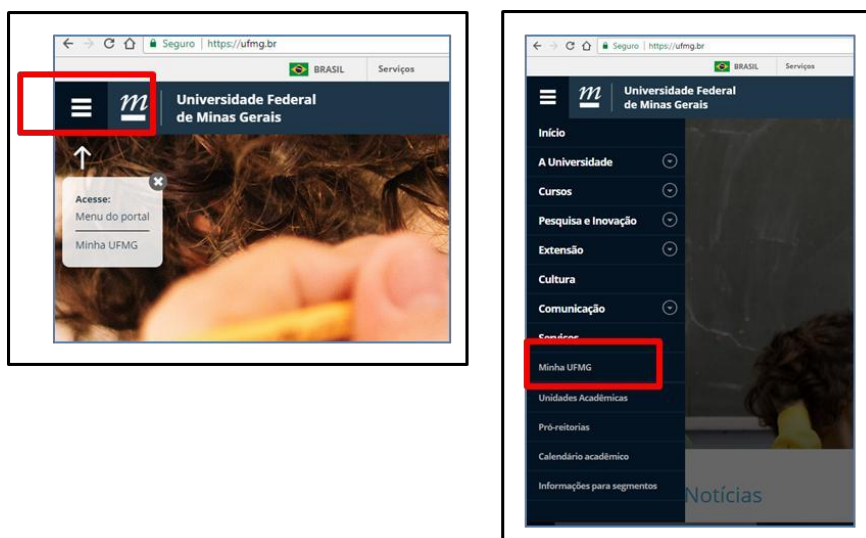 Seguro | https://ufmg.br
BRASIL Serviços
m Universidade Federal
de Minas Gerais
Acesse:
Menu do portal
Minha UFMG
Seguro | https://ufmg.br
BRASIL Serviços
m Universidade Federal
de Minas Gerais
Início
A Universidade
Cursos
Pesquisa e Inovação
Extensão
Cultura
Comunicação
Serviços
Minha UFMG
Unidades Acadêmicas
Pró-reitorias
Calendário acadêmico
Informações para segmentos
Notícias